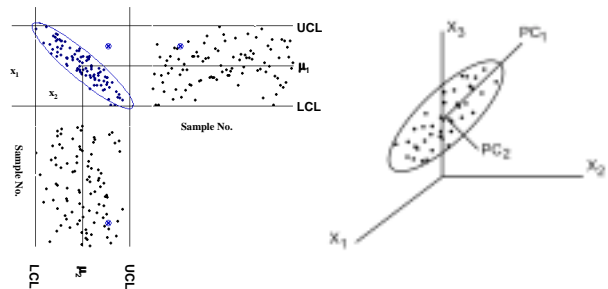 UCL
μ1
LCL
x1
x2
Sample No.
Sample No.
LCL
μ2
UCL
X3
PC1
PC2
X2
X1